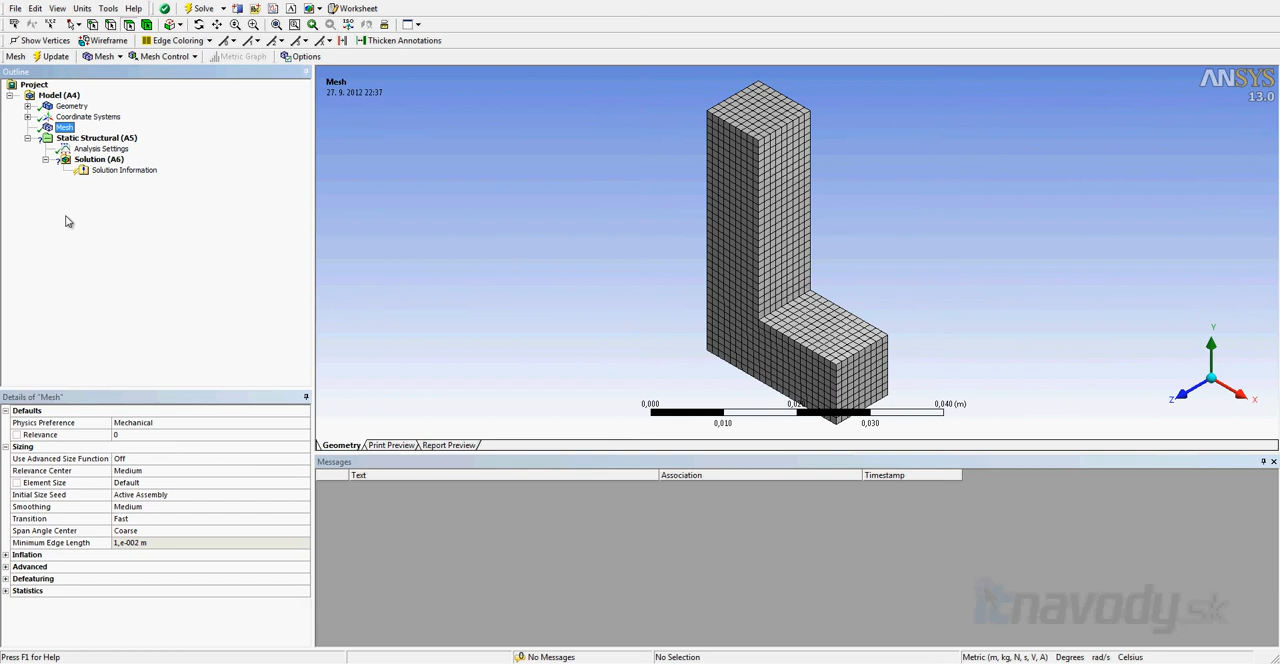 File Edit View Units Tools Help Solve Worksheet
Show Vertices Wireframe Edge Coloring Thicken Annotations
Mesh Update Mesh Mesh Control Metric Graph Options
Outline
Project
Model (A4)
Geometry
Coordinate Systems
Mesh
Static Structural (A5)
Analysis Settings
Solution (A6)
Solution Information
Mesh
27. 9. 2012 22:37
ANSYS
13.0
Y
Z
X
0,000
0,040 (m)
0,010
0,030
Geometry Print Preview Report Preview
Details of "Mesh"
Defaults
Physics Preference Mechanical
Relevance 0
Sizing
Use Advanced Size Function Off
Relevance Center Medium
Element Size Default
Initial Size Seed Active Assembly
Smoothing Medium
Transition Fast
Span Angle Center Coarse
Minimum Edge Length 1,e-002 m
Inflation
Advanced
Defeaturing
Statistics
Messages
Text Association Timestamp
itnavody.sk
Press F1 for Help No Messages No Selection Metric (m, kg, N, s, V, A) Degrees rad/s Celsius